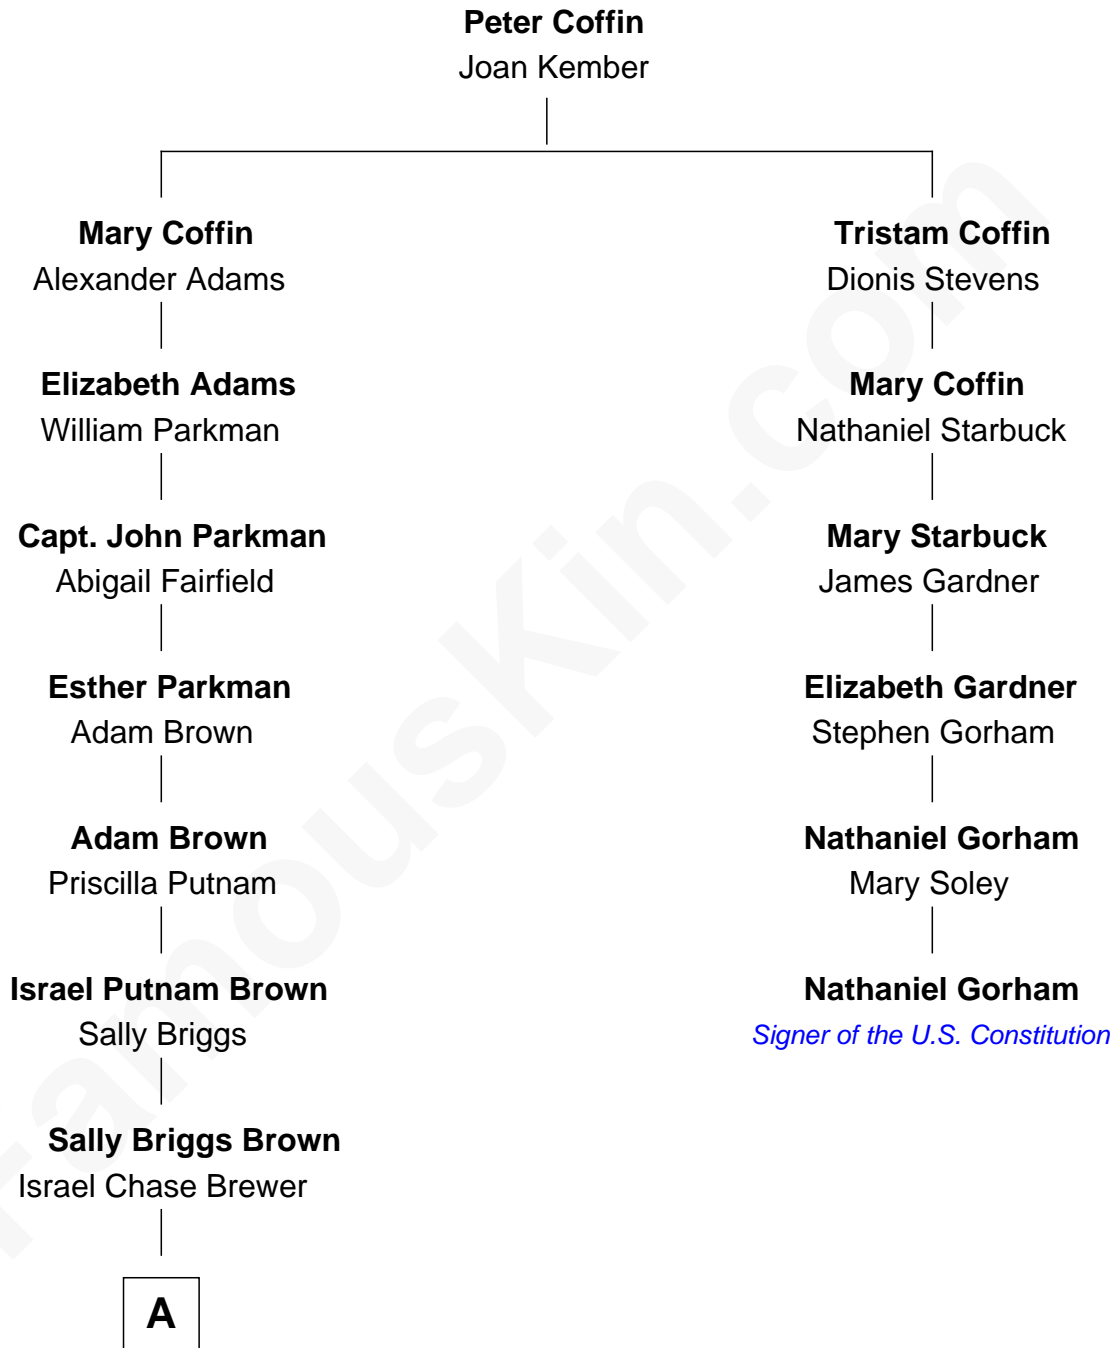 Peter Coffin
Joan Kember
Mary Coffin
Alexander Adams
Elizabeth Adams
William Parkman
Capt. John Parkman
Abigail Fairfield
Esther Parkman
Adam Brown
Adam Brown
Priscilla Putnam
Israel Putnam Brown
Sally Briggs
Sally Briggs Brown
Israel Chase Brewer
A
Tristam Coffin
Dionis Stevens
Mary Coffin
Nathaniel Starbuck
Mary Starbuck
James Gardner
Elizabeth Gardner
Stephen Gorham
Nathaniel Gorham
Mary Soley
Nathaniel Gorham
Signer of the U.S. Constitution
FamousKin.com